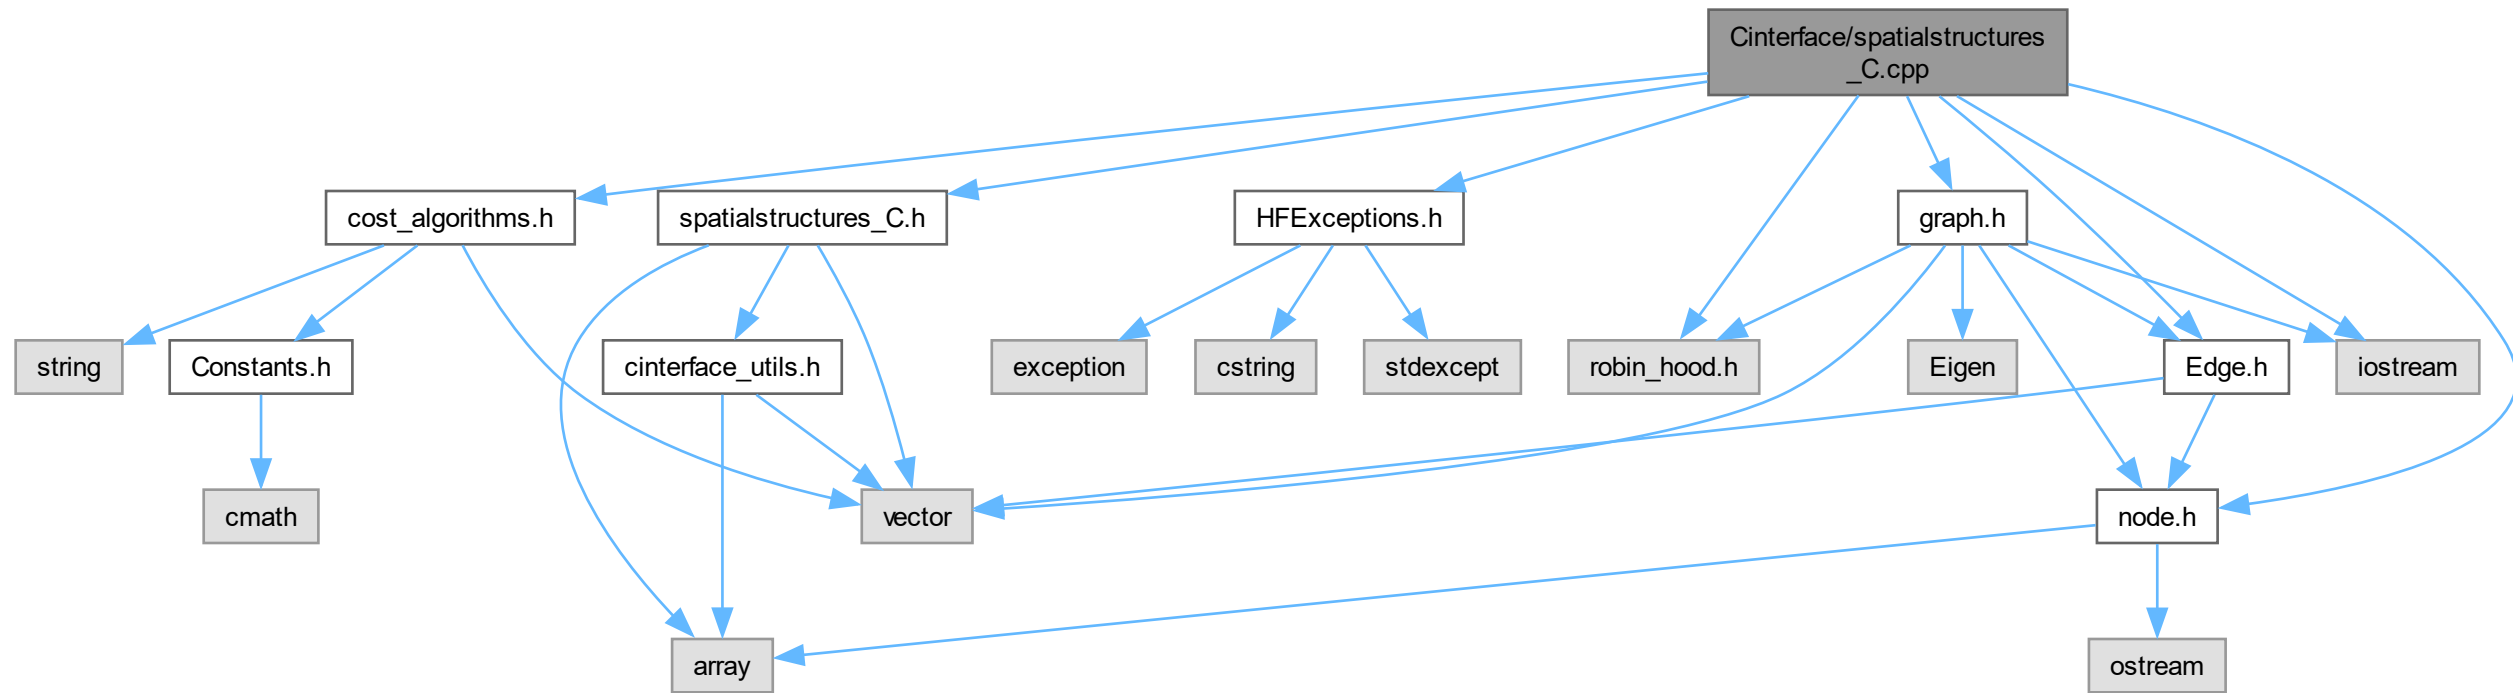 Cinterface/spatialstructures
_C.cpp
cost_algorithms.h
spatialstructures_C.h
HFExceptions.h
graph.h
string
Constants.h
cinterface_utils.h
exception
cstring
stdexcept
robin_hood.h
Eigen
Edge.h
iostream
cmath
vector
node.h
array
ostream